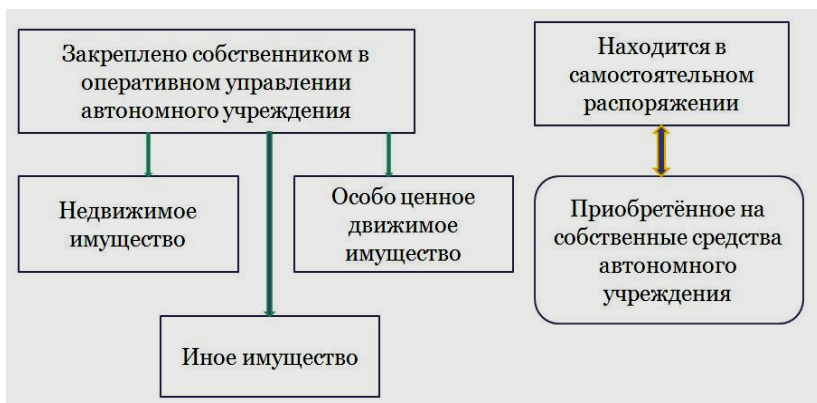 Закреплено собственником в
оперативном управлении
автономного учреждения
Находится в
самостоятельном
распоряжении
Недвижимое
имущество
Особо ценное
движимое
имущество
Приобретённое на
собственные средства
автономного
учреждения
Иное имущество